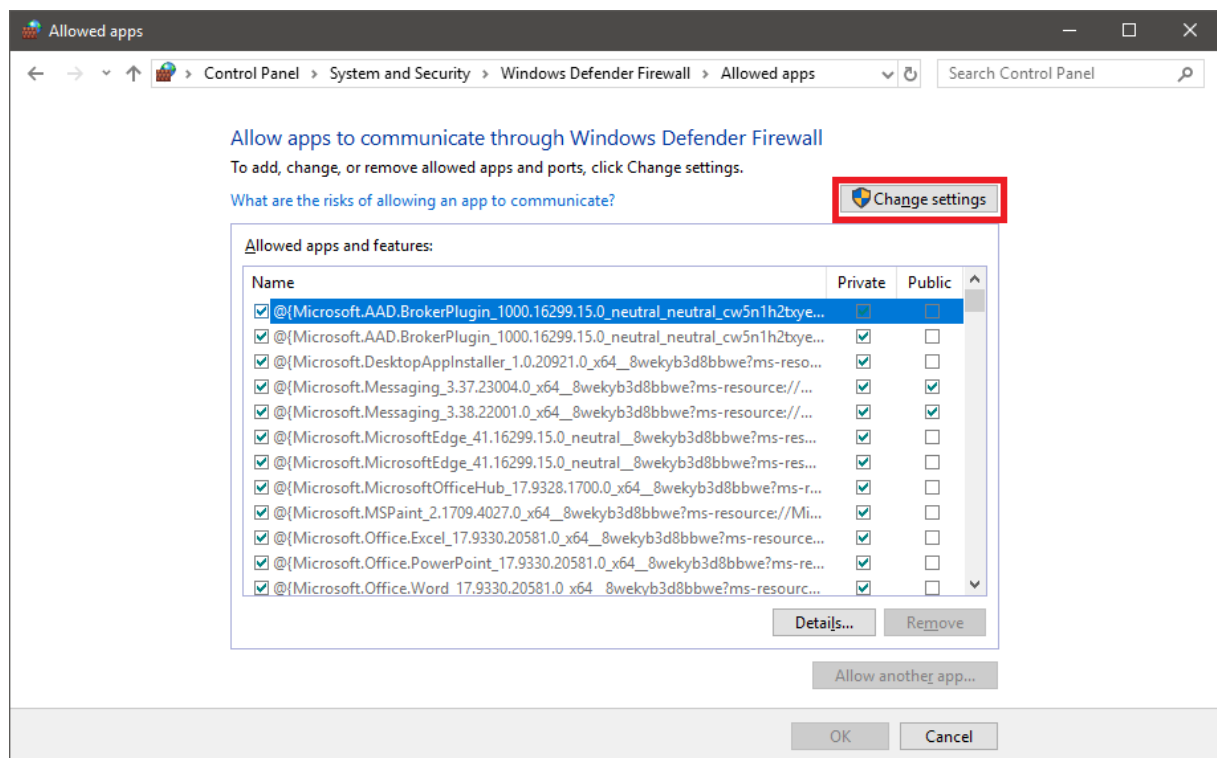 Allowed apps
Control Panel > System and Security > Windows Defender Firewall > Allowed apps
Search Control Panel
Allow apps to communicate through Windows Defender Firewall
To add, change, or remove allowed apps and ports, click Change settings.
What are the risks of allowing an app to communicate?
Change settings
Allowed apps and features:
Name Private Public
@{Microsoft.AAD.BrokerPlugin_1000.16299.15.0_neutral_neutral_cw5n1h2txye...
@{Microsoft.AAD.BrokerPlugin_1000.16299.15.0_neutral_neutral_cw5n1h2txye...
@{Microsoft.DesktopAppInstaller_1.0.20921.0_x64__8wekyb3d8bbwe?ms-reso...
@{Microsoft.Messaging_3.37.23004.0_x64__8wekyb3d8bbwe?ms-resource://...
@{Microsoft.Messaging_3.38.22001.0_x64__8wekyb3d8bbwe?ms-resource://...
@{Microsoft.MicrosoftEdge_41.16299.15.0_neutral__8wekyb3d8bbwe?ms-res...
@{Microsoft.MicrosoftEdge_41.16299.15.0_neutral__8wekyb3d8bbwe?ms-res...
@{Microsoft.MicrosoftOfficeHub_17.9328.1700.0_x64__8wekyb3d8bbwe?ms-r...
@{Microsoft.MSPaint_2.1709.4027.0_x64__8wekyb3d8bbwe?ms-resource://Mi...
@{Microsoft.Office.Excel_17.9330.20581.0_x64__8wekyb3d8bbwe?ms-resource...
@{Microsoft.Office.PowerPoint_17.9330.20581.0_x64__8wekyb3d8bbwe?ms-re...
@{Microsoft.Office.Word_17.9330.20581.0_x64__8wekyb3d8bbwe?ms-resourc...
Details... Remove
Allow another app...
OK Cancel